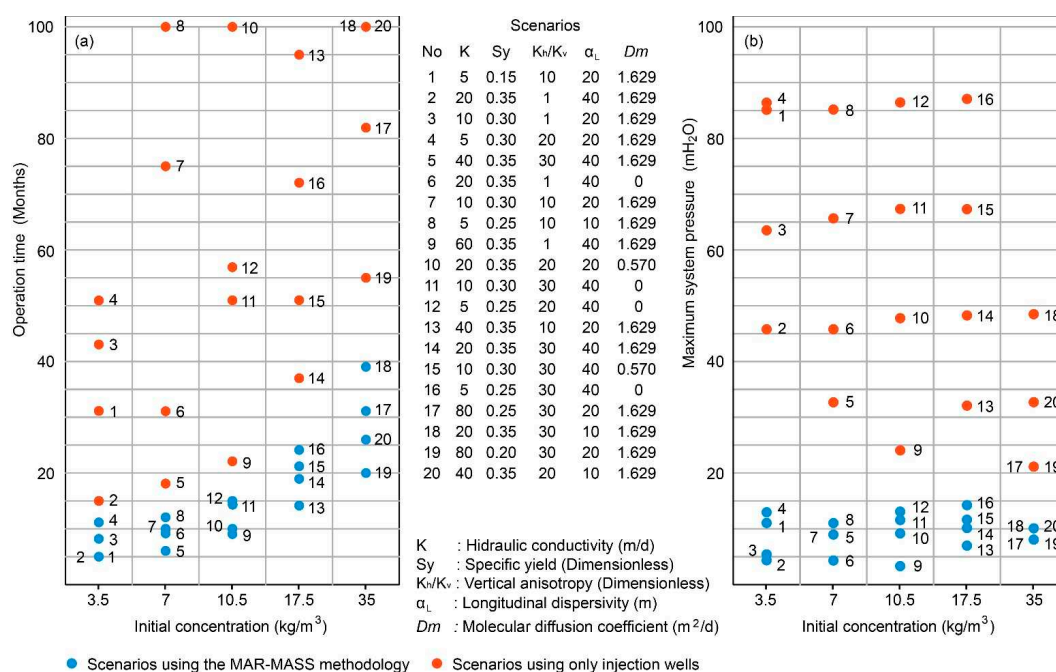 Scenarios
No K Sy Kh/Kv αL Dm
1 5 0.15 10 20 1.629
2 20 0.35 1 40 1.629
3 10 0.30 1 20 1.629
4 5 0.30 20 20 1.629
5 40 0.35 30 40 1.629
6 20 0.35 1 40 0
7 10 0.30 10 20 1.629
8 5 0.25 10 10 1.629
9 60 0.35 1 40 1.629
10 20 0.35 20 20 0.570
11 10 0.30 30 40 0
12 5 0.25 20 40 0
13 40 0.35 10 20 1.629
14 20 0.35 30 40 1.629
15 10 0.30 30 40 0.570
16 5 0.25 30 40 0
17 80 0.25 30 20 1.629
18 20 0.35 30 10 1.629
19 80 0.20 30 20 1.629
20 40 0.35 20 10 1.629
K : Hidraulic conductivity (m/d)
Sy : Specific yield (Dimensionless)
Kh/Kv : Vertical anisotropy (Dimensionless)
αL : Longitudinal dispersivity (m)
Dm : Molecular diffusion coefficient (m²/d)
(a)
Operation time (Months)
100
80
60
40
20
8 10 18 20
13
17
7
16
19
12
4 11 15
3
18
14
1 6 17
20
16
9 15
5 14 19
2 12
13
4 8 11
7 10
3 6 9
2 1 5
3.5 7 10.5 17.5 35
Initial concentration (kg/m³)
(b)
Maximum system pressure (mH₂O)
100
80
60
40
20
4 12 16
1 8
7 11 15
3
2 6 10 14 18
5 13 20
9
17 19
4 12 16
1 8 11 15
7 5 10 14 18 20
3 13 17 19
2 6 9
3.5 7 10.5 17.5 35
Initial concentration (kg/m³)
Scenarios using the MAR-MASS methodology
Scenarios using only injection wells